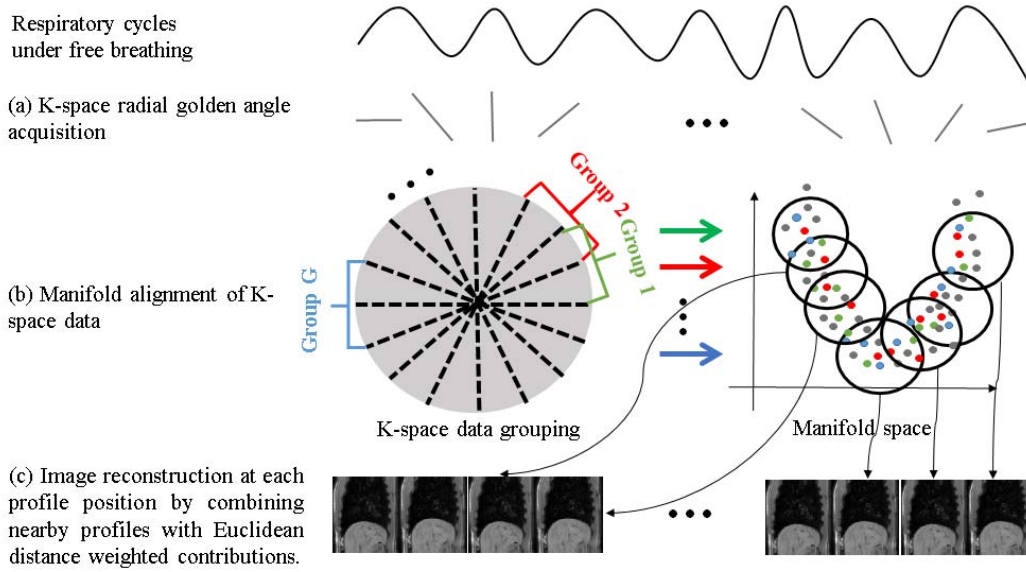 Respiratory cycles
under free breathing
(a) K-space radial golden angle
acquisition
Group 2
Group 1
Group G
(b) Manifold alignment of K-
space data
K-space data grouping
Manifold space
(c) Image reconstruction at each
profile position by combining
nearby profiles with Euclidean
distance weighted contributions.